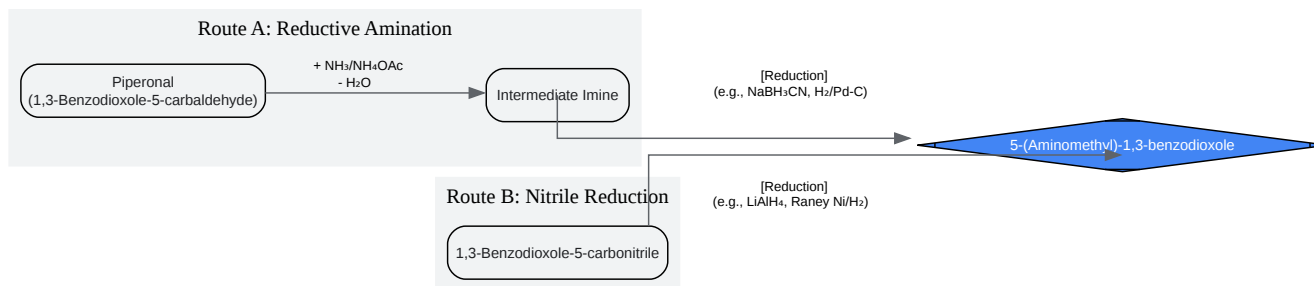 Route A: Reductive Amination
Piperonal
(1,3-Benzodioxole-5-carbaldehyde)
+ NH₃/NH₄OAc
- H₂O
Intermediate Imine
[Reduction]
(e.g., NaBH₃CN, H₂/Pd-C)
5-(Aminomethyl)-1,3-benzodioxole
Route B: Nitrile Reduction
1,3-Benzodioxole-5-carbonitrile
[Reduction]
(e.g., LiAlH₄, Raney Ni/H₂)